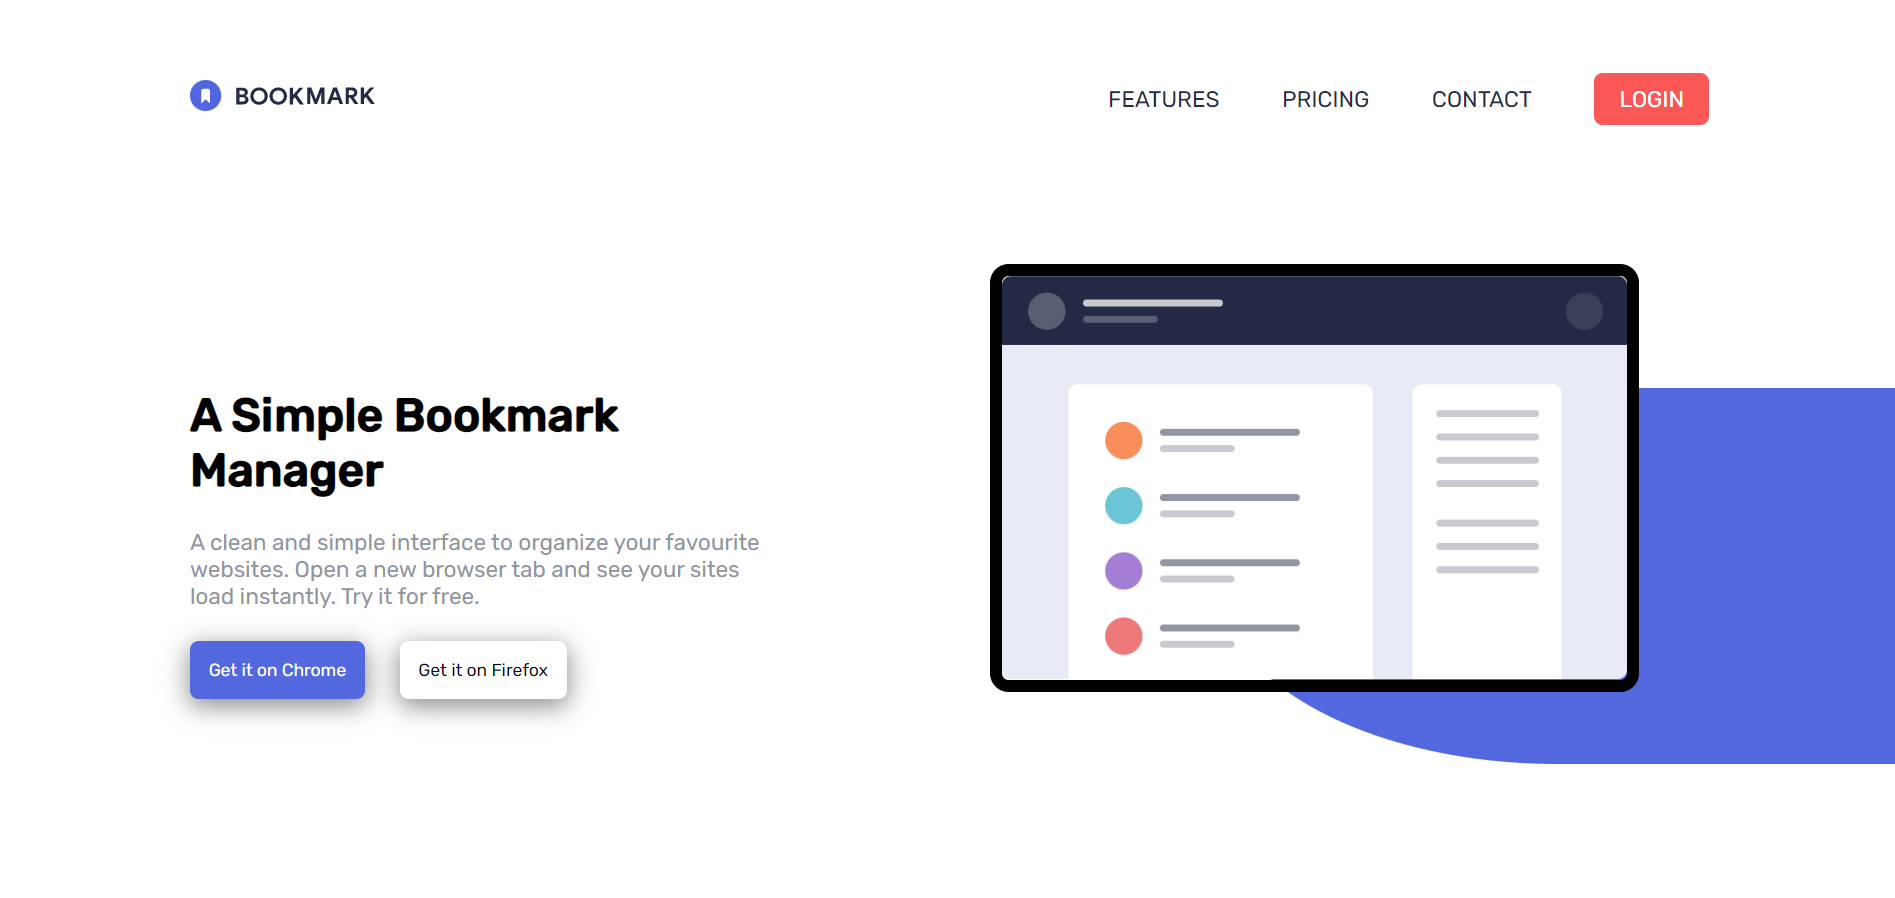 BOOKMARK
FEATURES PRICING CONTACT LOGIN
A Simple Bookmark
Manager
A clean and simple interface to organize your favourite
websites. Open a new browser tab and see your sites
load instantly. Try it for free.
Get it on Chrome Get it on Firefox